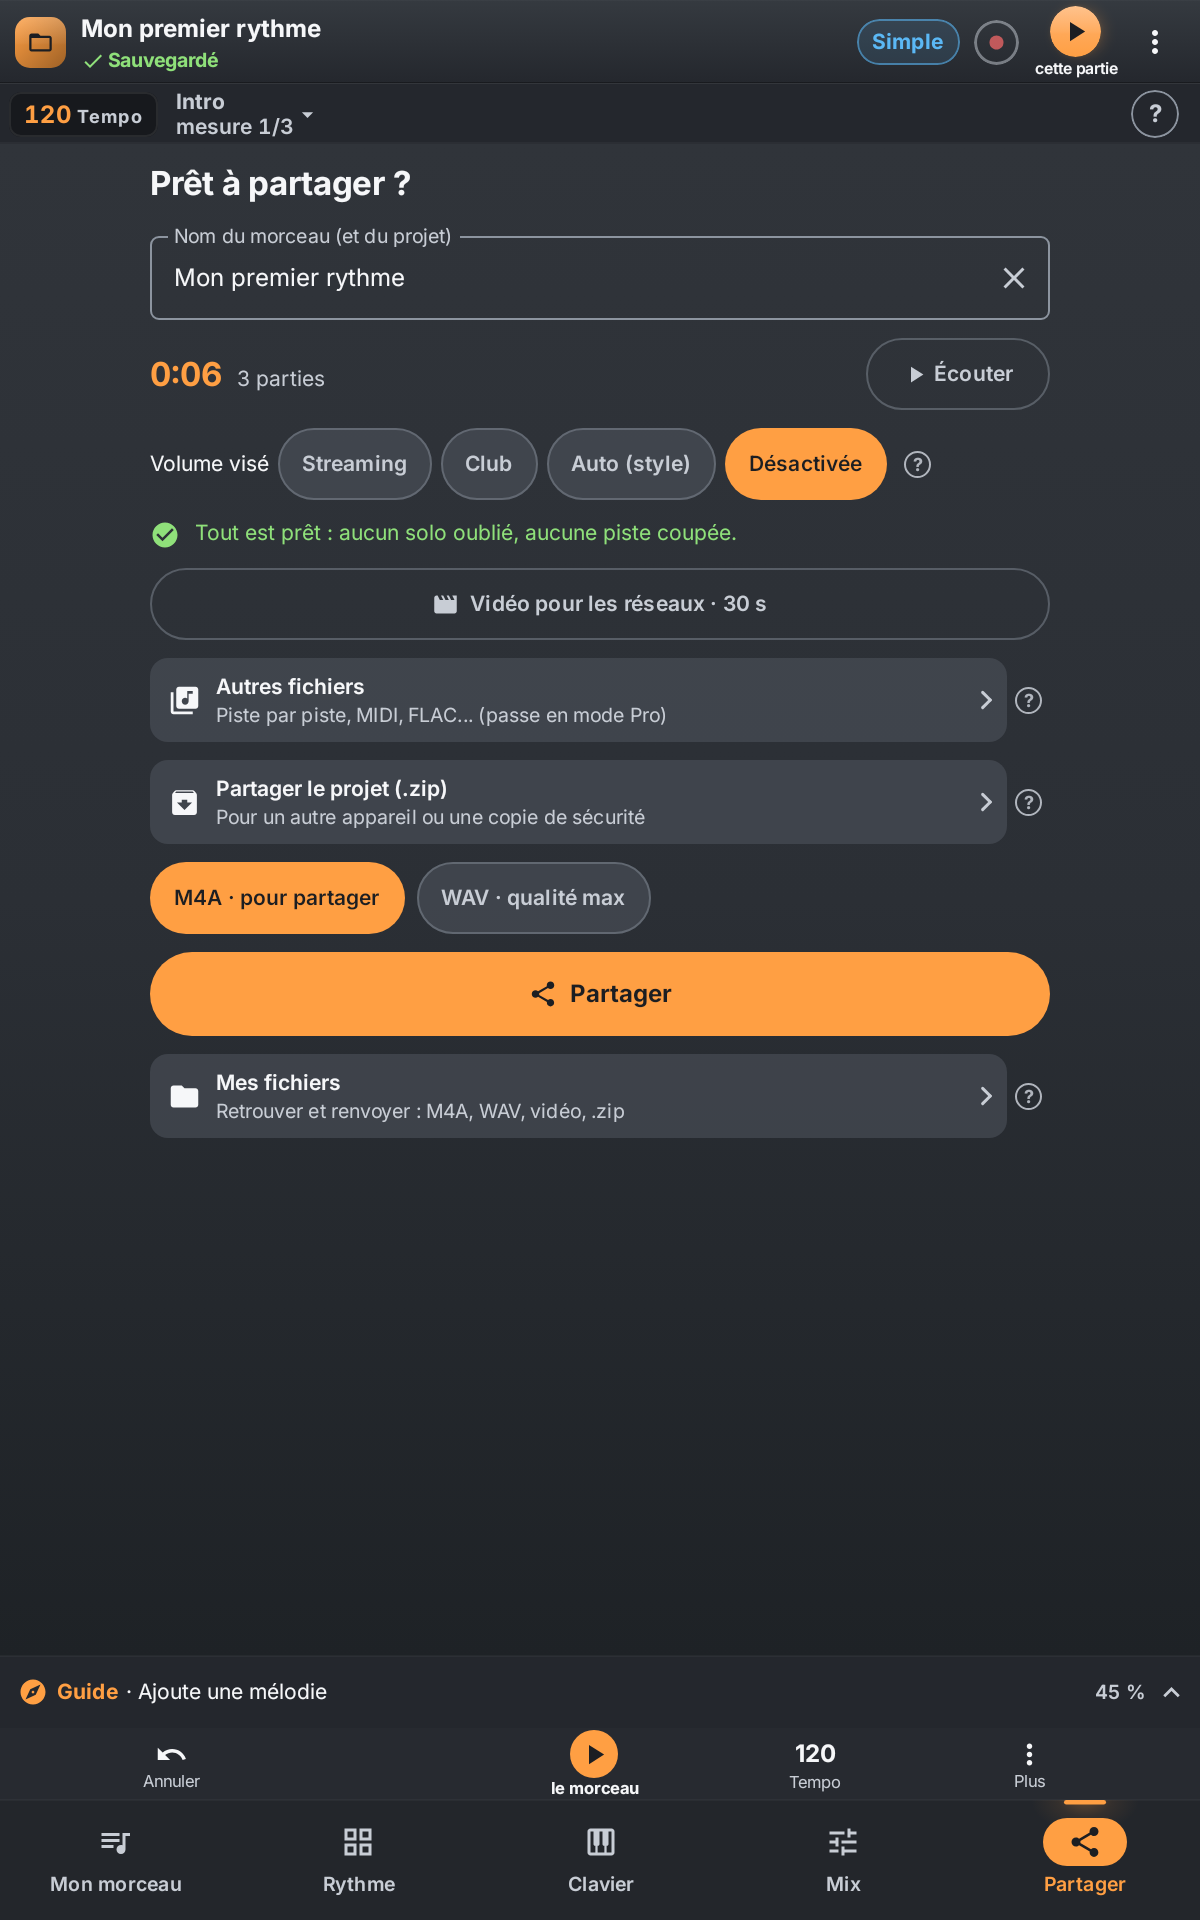 Mon premier rythme
Sauvegardé
Simple
cette partie
120 Tempo
Intro
mesure 1/3
?
Prêt à partager ?
Nom du morceau (et du projet)
Mon premier rythme
0:06 3 parties
Écouter
Volume visé
Streaming
Club
Auto (style)
Désactivée
?
Tout est prêt : aucun solo oublié, aucune piste coupée.
Vidéo pour les réseaux · 30 s
Autres fichiers
Piste par piste, MIDI, FLAC... (passe en mode Pro)
?
Partager le projet (.zip)
Pour un autre appareil ou une copie de sécurité
?
M4A · pour partager
WAV · qualité max
Partager
Mes fichiers
Retrouver et renvoyer : M4A, WAV, vidéo, .zip
?
Guide · Ajoute une mélodie
45 %
Annuler
le morceau
120
Tempo
Plus
Mon morceau
Rythme
Clavier
Mix
Partager